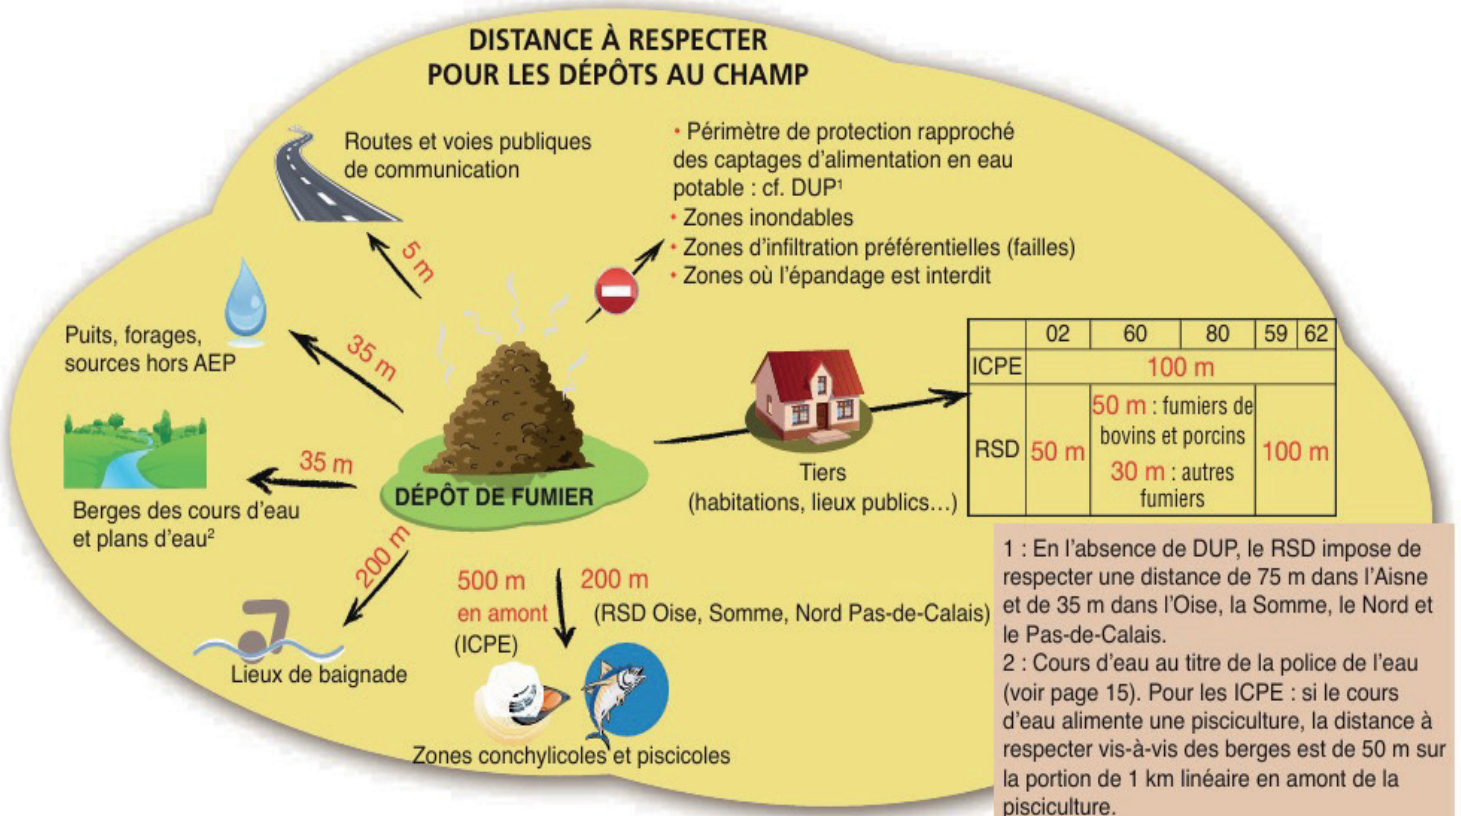 DISTANCE À RESPECTER
POUR LES DÉPÔTS AU CHAMP
Routes et voies publiques
de communication
5 m
• Périmètre de protection rapproché
des captages d'alimentation en eau
potable : cf. DUP¹
• Zones inondables
• Zones d'infiltration préférentielles (failles)
• Zones où l'épandage est interdit
Puits, forages,
sources hors AEP
35 m
35 m
Berges des cours d'eau
et plans d'eau²
DÉPÔT DE FUMIER
Tiers
(habitations, lieux publics…)
02 60 80 59 62
ICPE 100 m
RSD 50 m
50 m : fumiers de
bovins et porcins
30 m : autres
fumiers
100 m
200 m
Lieux de baignade
500 m
en amont
(ICPE)
200 m
(RSD Oise, Somme, Nord Pas-de-Calais)
Zones conchylicoles et piscicoles
1 : En l'absence de DUP, le RSD impose de
respecter une distance de 75 m dans l'Aisne
et de 35 m dans l'Oise, la Somme, le Nord et
le Pas-de-Calais.
2 : Cours d'eau au titre de la police de l'eau
(voir page 15). Pour les ICPE : si le cours
d'eau alimente une pisciculture, la distance à
respecter vis-à-vis des berges est de 50 m sur
la portion de 1 km linéaire en amont de la
pisciculture.